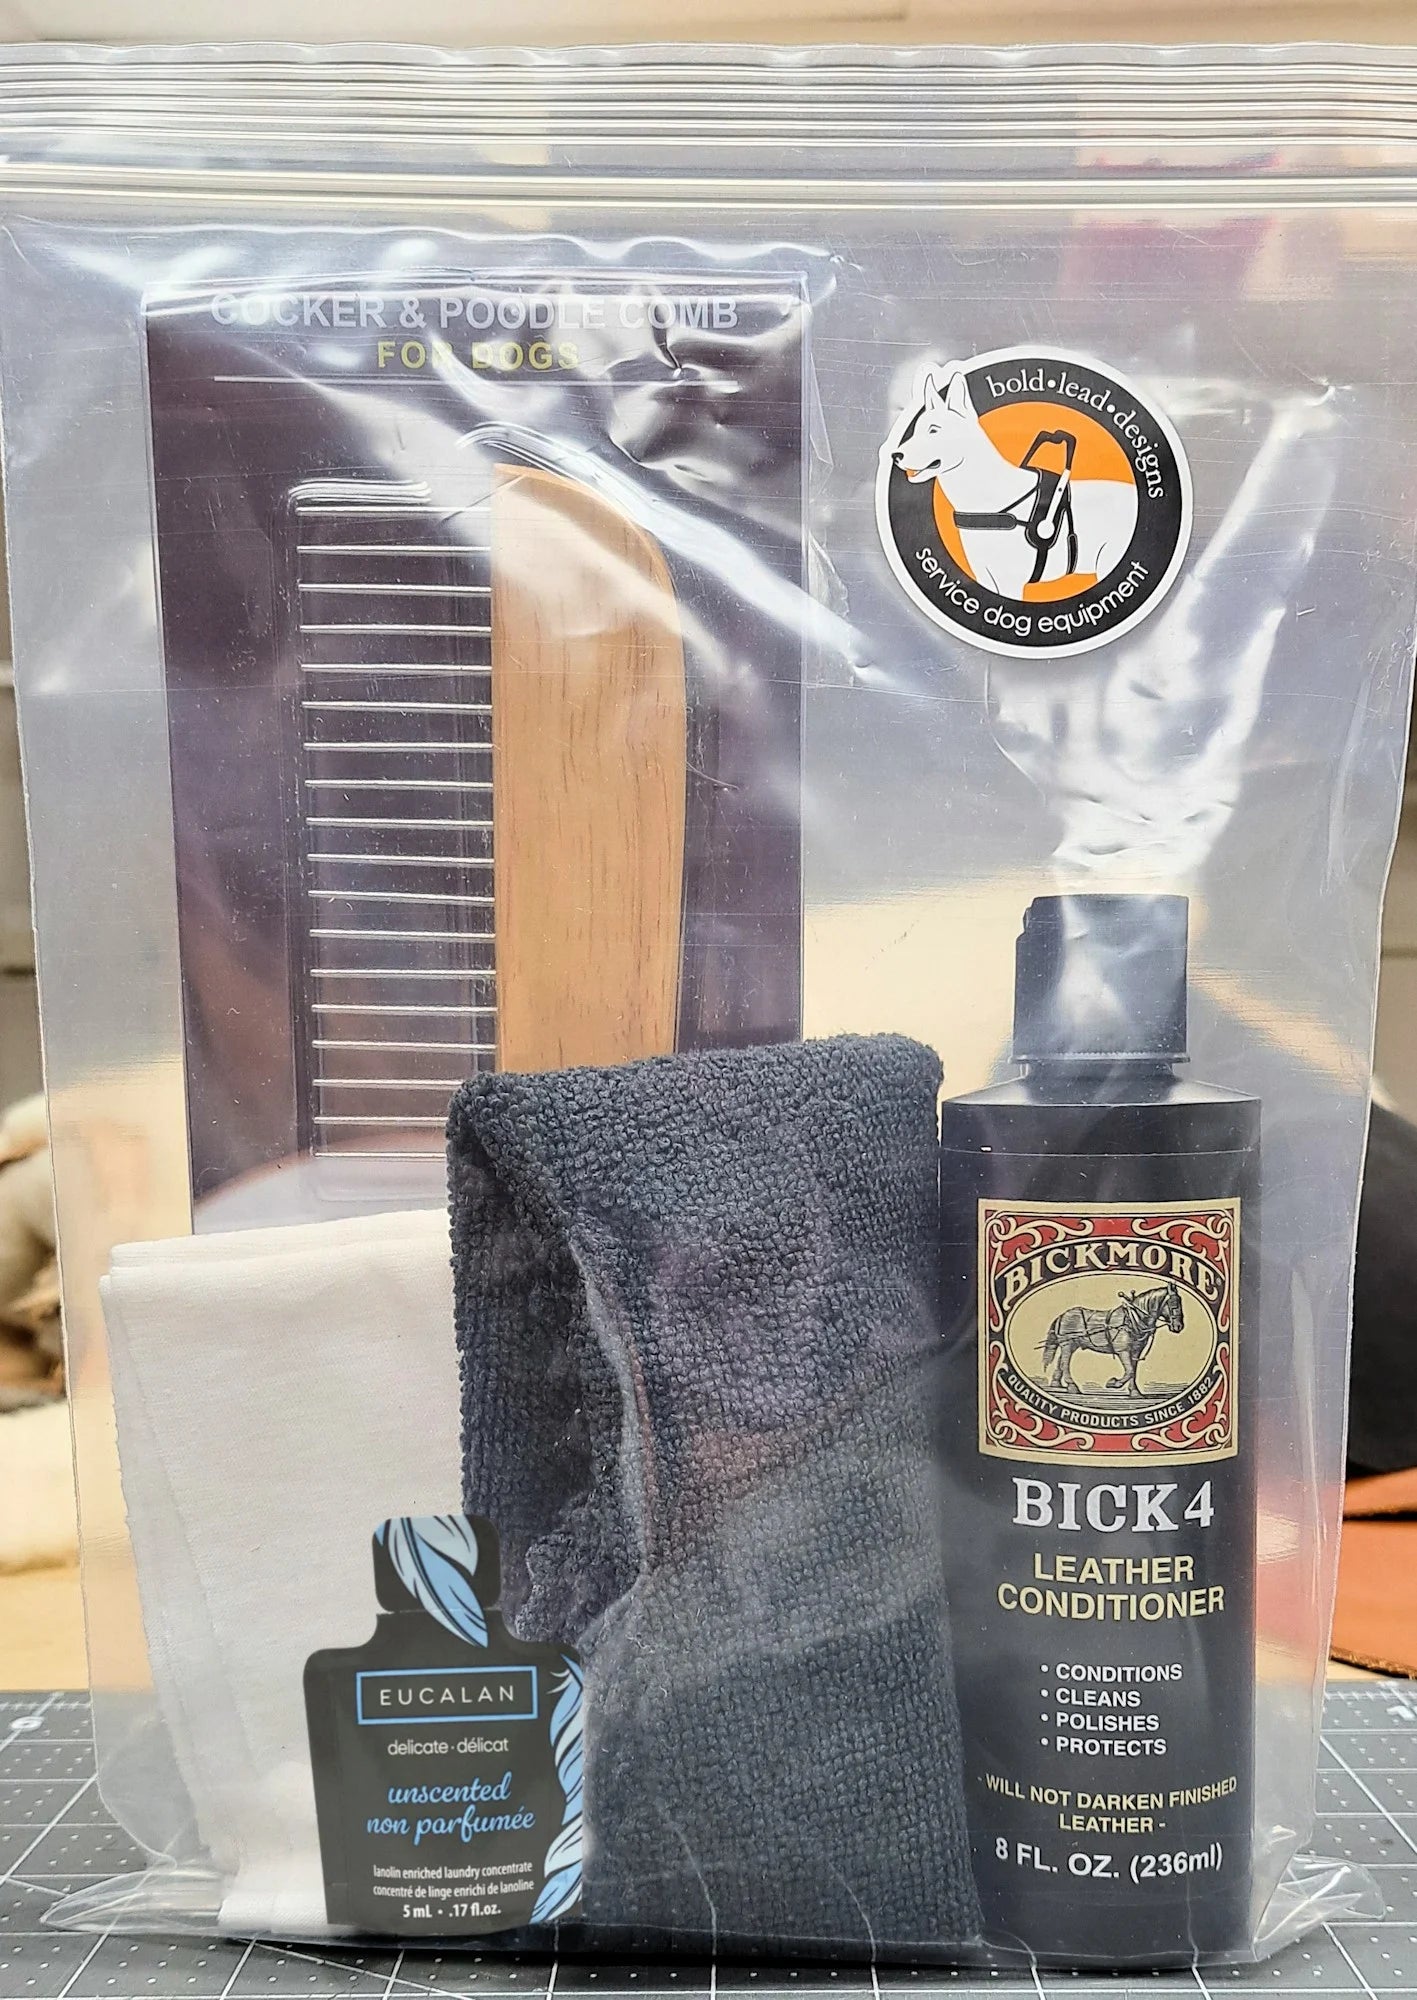 COCKER & POODLE COMB
FOR DOGS
bold•lead•designs
service dog equipment
BICKMORE
QUALITY PRODUCTS SINCE 1882
BICK 4
LEATHER
CONDITIONER
• CONDITIONS
• CLEANS
• POLISHES
• PROTECTS
- WILL NOT DARKEN FINISHED
LEATHER -
8 FL. OZ. (236ml)
EUCALAN
delicate · délicat
unscented
non parfumée
lanolin enriched laundry concentrate
concentré de linge enrichi de lanoline
5 mL • .17 fl.oz.